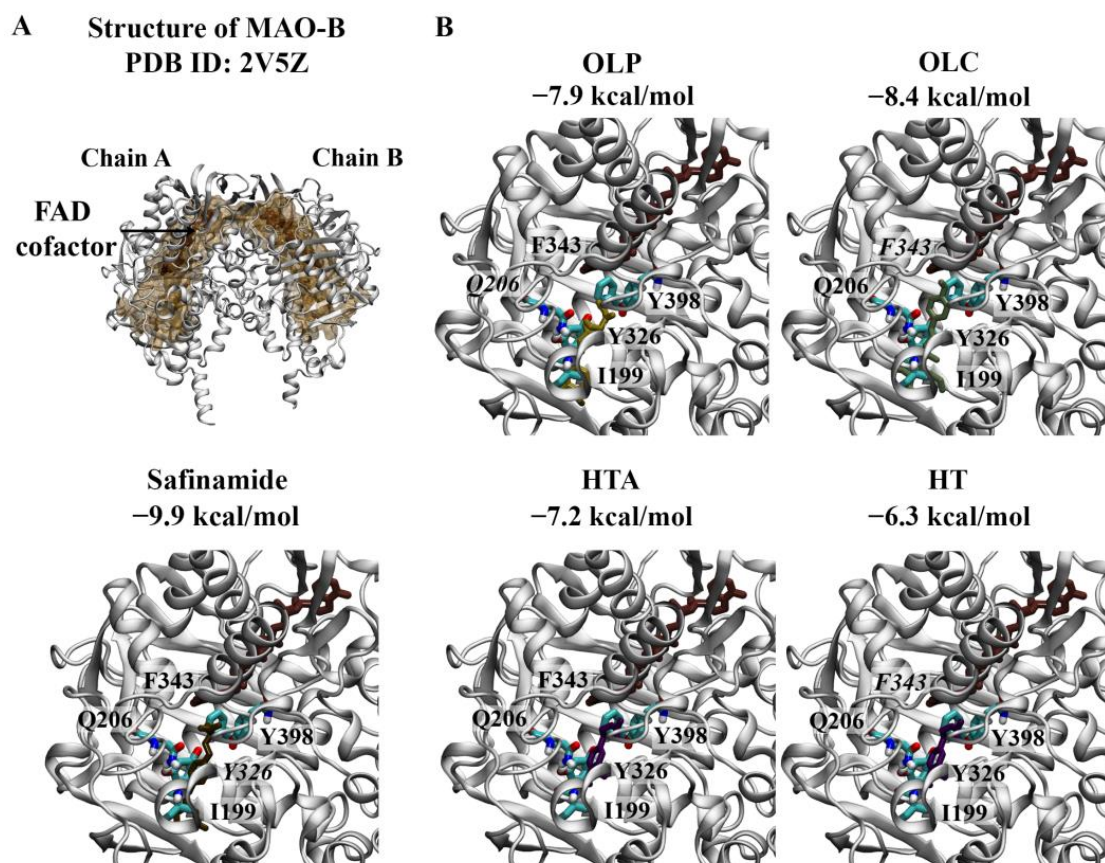 A
Structure of MAO-B
PDB ID: 2V5Z
Chain A
Chain B
FAD
cofactor
B
OLP
−7.9 kcal/mol
F343
Q206
Y398
Y326
I199
OLC
−8.4 kcal/mol
F343
Q206
Y398
Y326
I199
Safinamide
−9.9 kcal/mol
F343
Q206
Y398
Y326
I199
HTA
−7.2 kcal/mol
F343
Q206
Y398
Y326
I199
HT
−6.3 kcal/mol
F343
Q206
Y398
Y326
I199